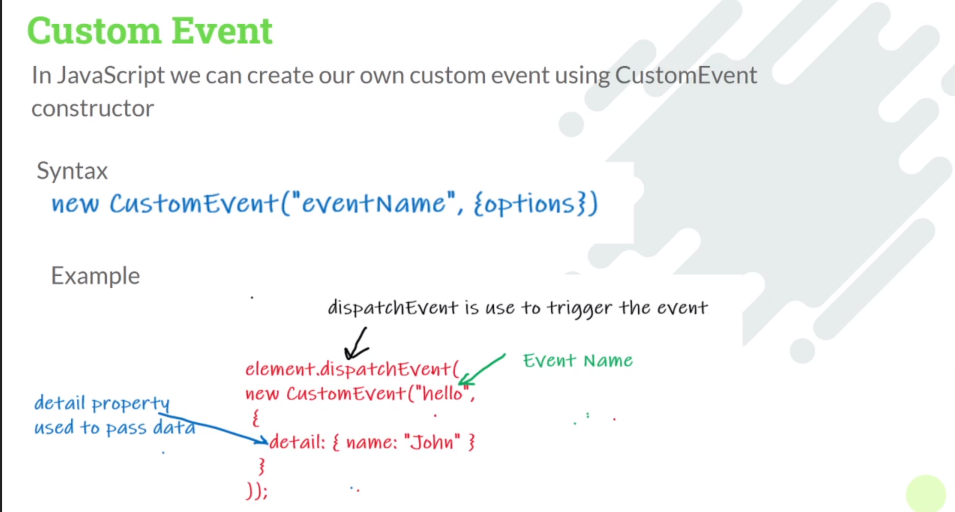 Custom Event
In JavaScript we can create our own custom event using CustomEvent
constructor
Syntax
new CustomEvent("eventName", {options})
Example
dispatchEvent is use to trigger the event
element.dispatchEvent(
Event Name
new CustomEvent("hello",
detail property
{
used to pass data
detail: { name: "John" }
}
));